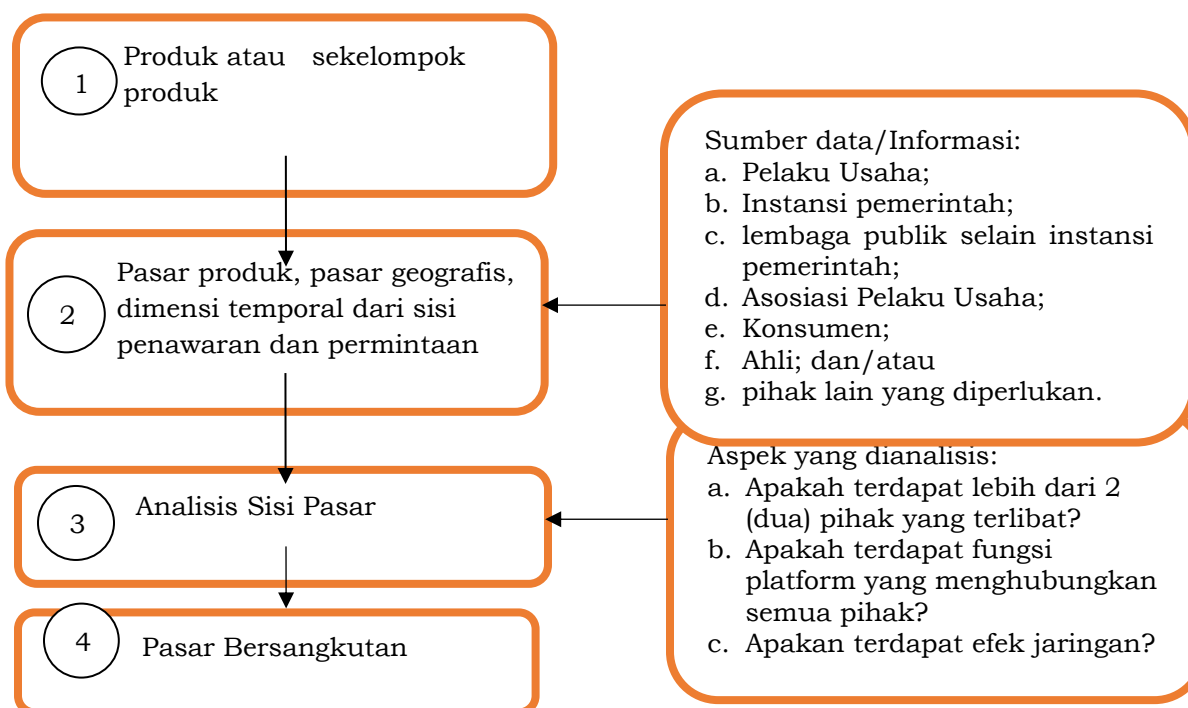 1
Produk atau sekelompok
produk
2
Pasar produk, pasar geografis,
dimensi temporal dari sisi
penawaran dan permintaan
Sumber data/Informasi:
a. Pelaku Usaha;
b. Instansi pemerintah;
c. lembaga publik selain instansi
pemerintah;
d. Asosiasi Pelaku Usaha;
e. Konsumen;
f. Ahli; dan/atau
g. pihak lain yang diperlukan.
3
Analisis Sisi Pasar
Aspek yang dianalisis:
a. Apakah terdapat lebih dari 2
(dua) pihak yang terlibat?
b. Apakah terdapat fungsi
platform yang menghubungkan
semua pihak?
c. Apakan terdapat efek jaringan?
4
Pasar Bersangkutan